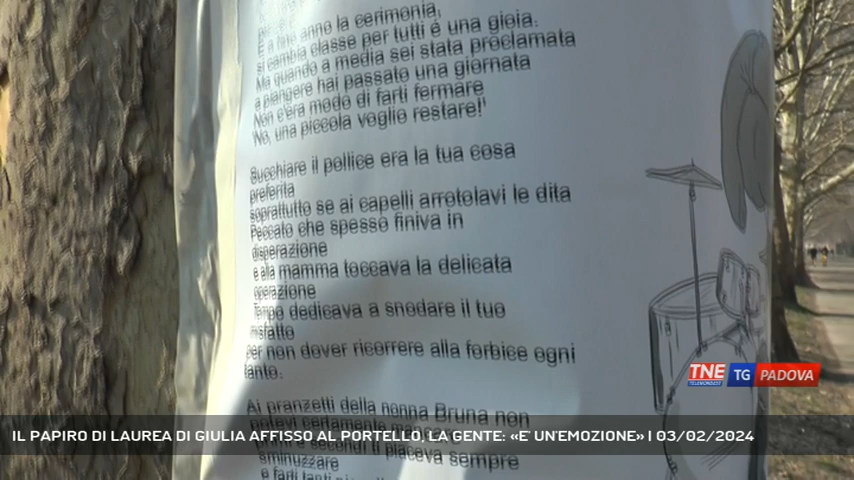 E a fine anno la cerimonia,
si cambia classe per tutti é una gioia.
Ma quando a media sei stata proclamata
a piangere hai passato una giornata
Non c'era modo di farti fermare
'No, una piccola voglio restare!'
Succhiare il pollice era la tua cosa
preferita
soprattutto se ai capelli arrotolavi le dita
Peccato che spesso finiva in
disperazione
e alla mamma toccava la delicata
operazione
Tempo dedicava a snodare il tuo
misfatto
per non dover ricorrere alla forbice ogni
tanto.
Ai pranzetti della nonna Bruna non
potevi certamente
ti piaceva sempre
sminuzzare
e farli tanti
TNE
TELENORDEST
TG
PADOVA
IL PAPIRO DI LAUREA DI GIULIA AFFISSO AL PORTELLO, LA GENTE: «E' UN'EMOZIONE» | 03/02/2024